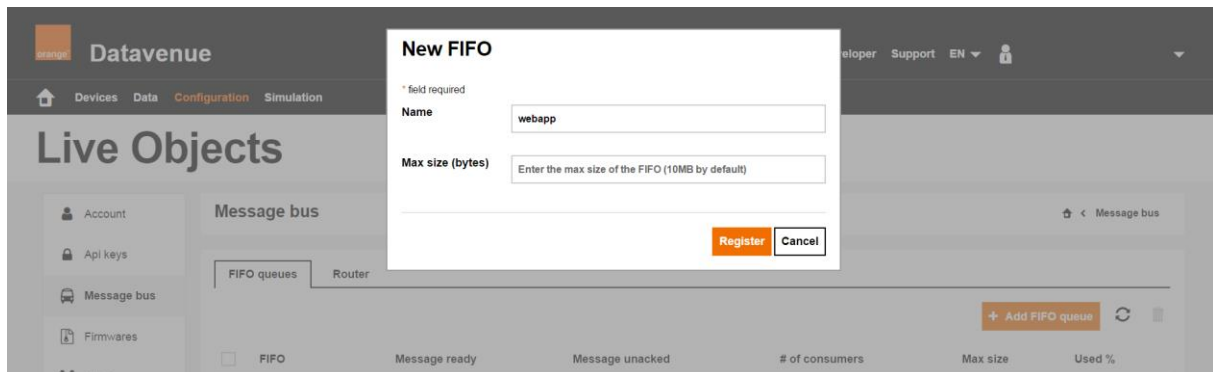 orange
Datavenue
eloper Support EN
Devices Data Configuration Simulation
Live Objects
New FIFO
* field required
Name
webapp
Max size (bytes)
Enter the max size of the FIFO (10MB by default)
Register Cancel
Account
Api keys
Message bus
Firmwares
Message bus
< Message bus
FIFO queues Router
+ Add FIFO queue
FIFO Message ready Message unacked # of consumers Max size Used %